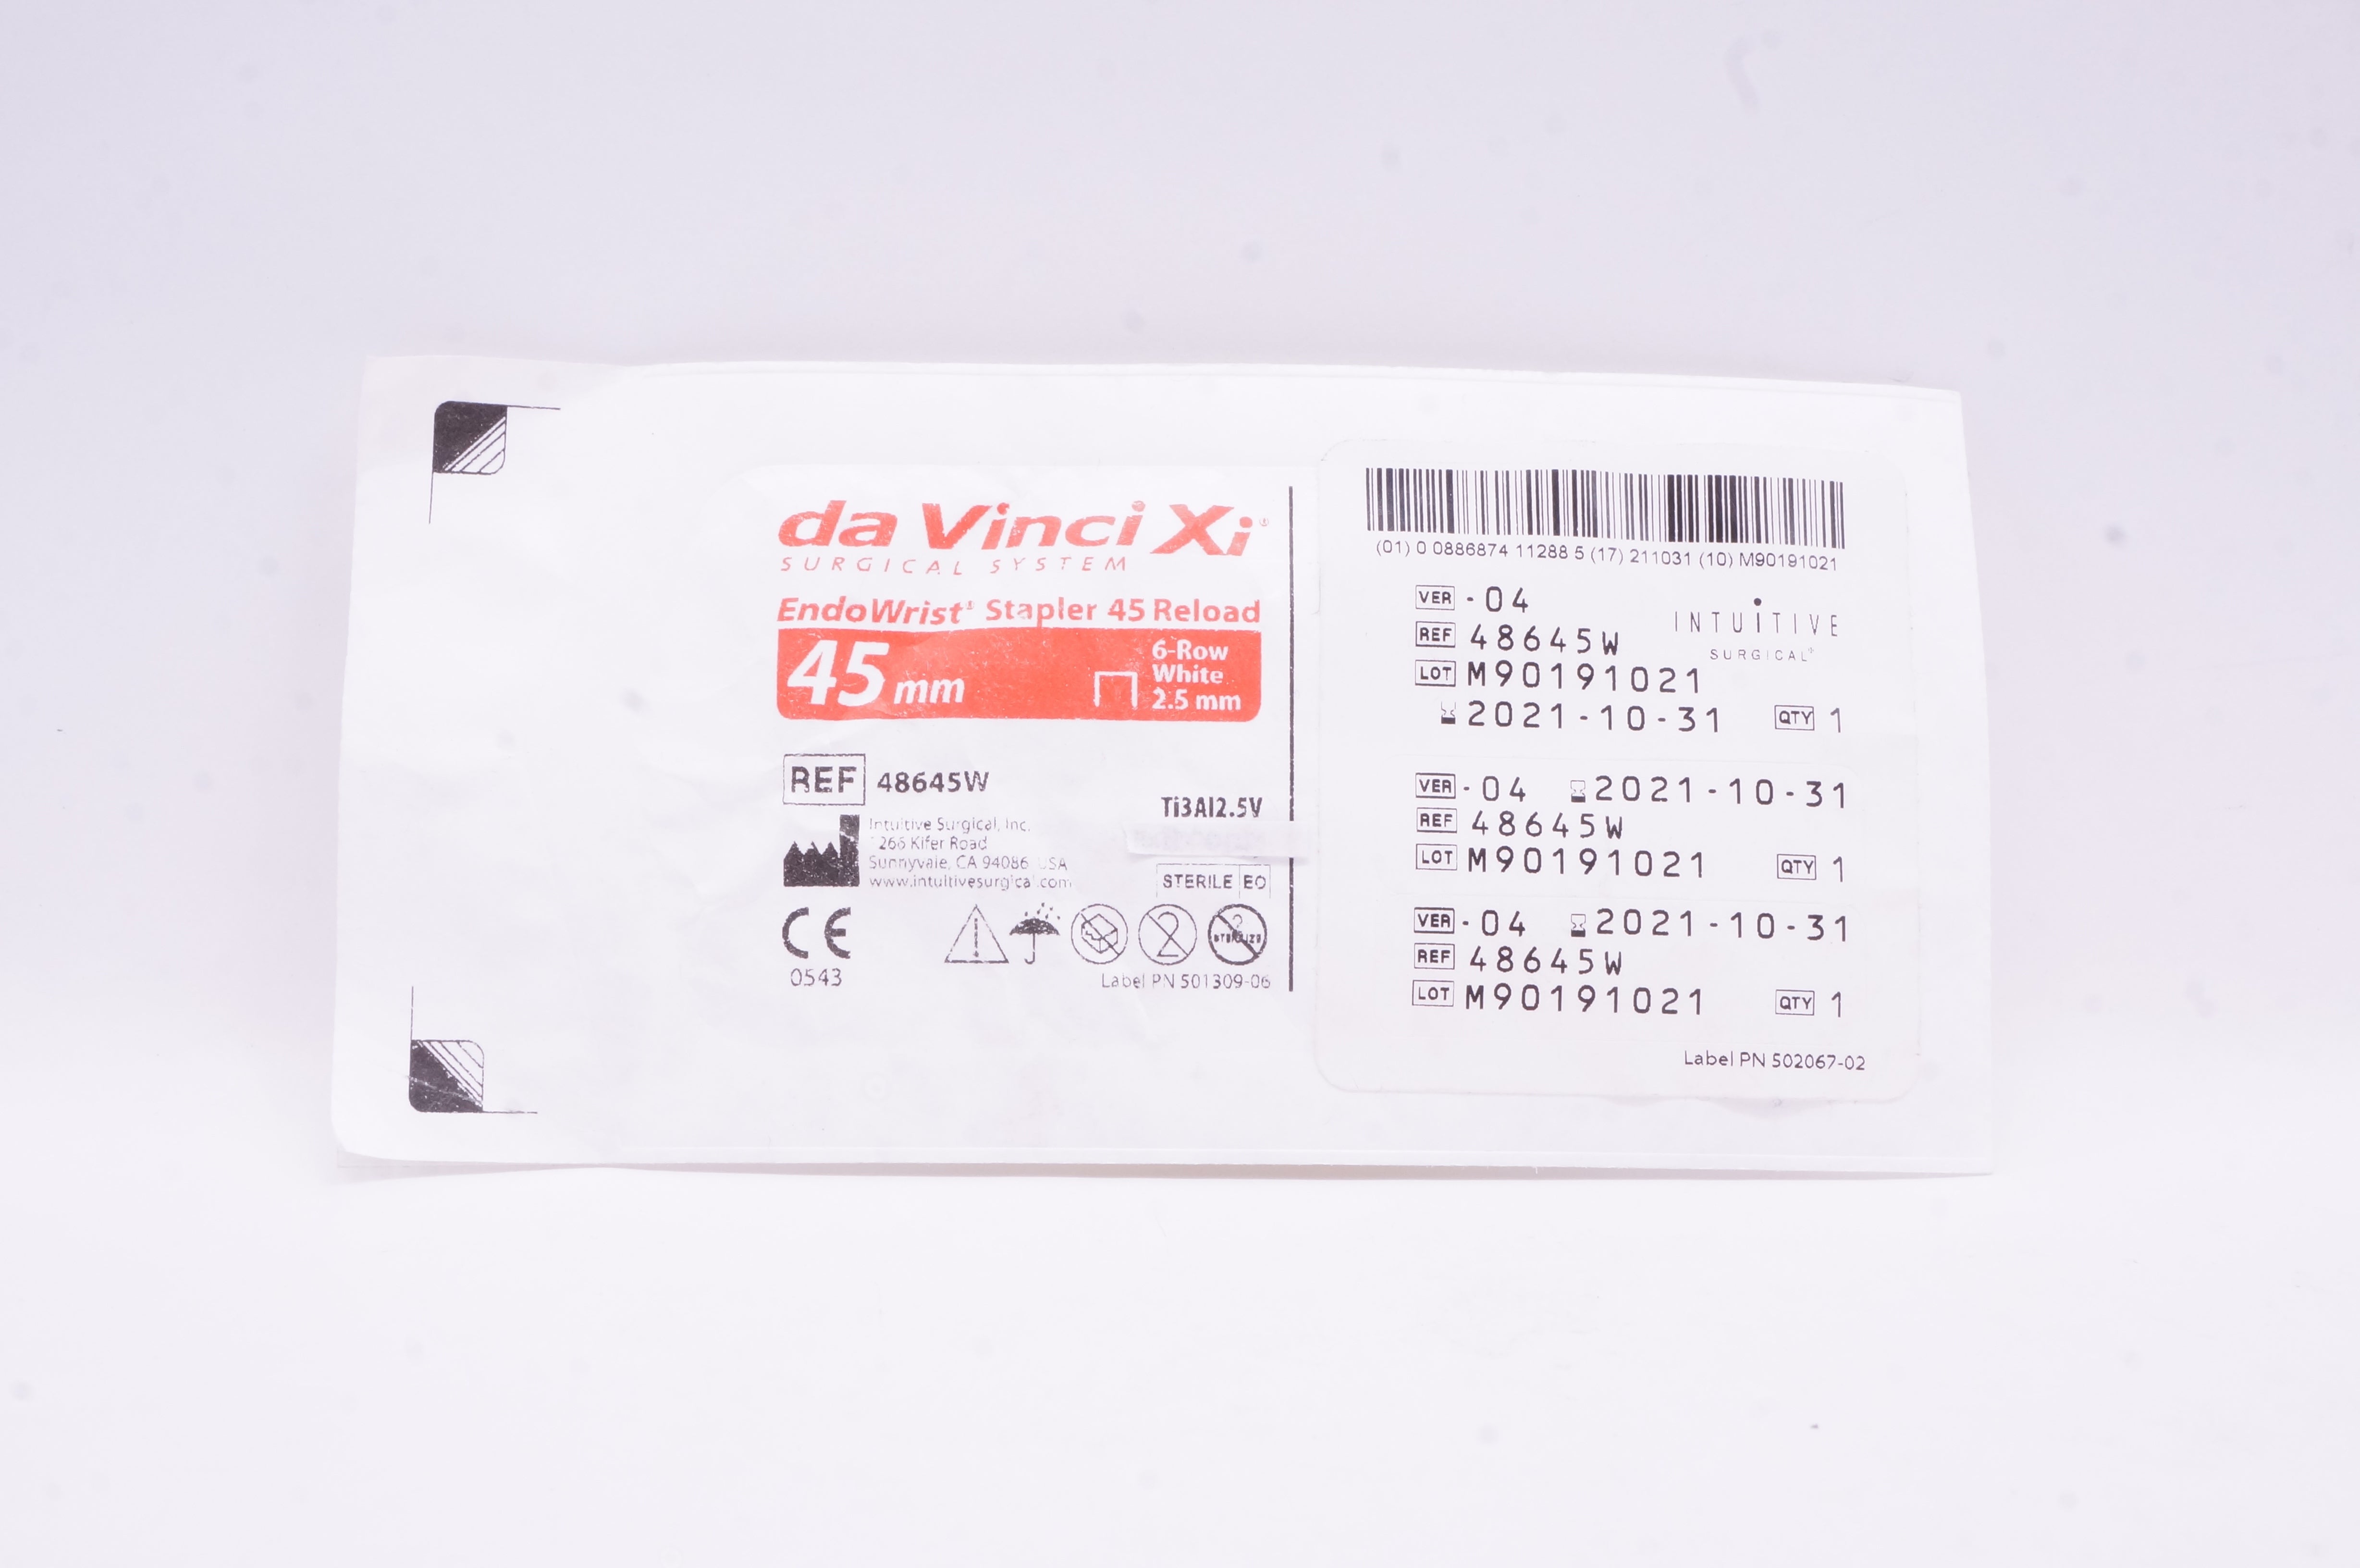 da Vinci Xi®
SURGICAL SYSTEM
EndoWrist® Stapler 45 Reload
45 mm
6-Row
White
2.5 mm
REF 48645W
Ti3Al2.5V
Intuitive Surgical, Inc.
266 Kifer Road
Sunnyvale, CA 94086 USA
www.intuitivesurgical.com
STERILE EO
CE
0543
2
2
STERILIZE
Label PN 501309-06
(01) 0 0886874 11288 5 (17) 211031 (10) M90191021
VER -04
INTUITIVE
SURGICAL®
REF 48645W
LOT M90191021
2021-10-31 QTY 1
VER -04 2021-10-31
REF 48645W
LOT M90191021 QTY 1
VER -04 2021-10-31
REF 48645W
LOT M90191021 QTY 1
Label PN 502067-02